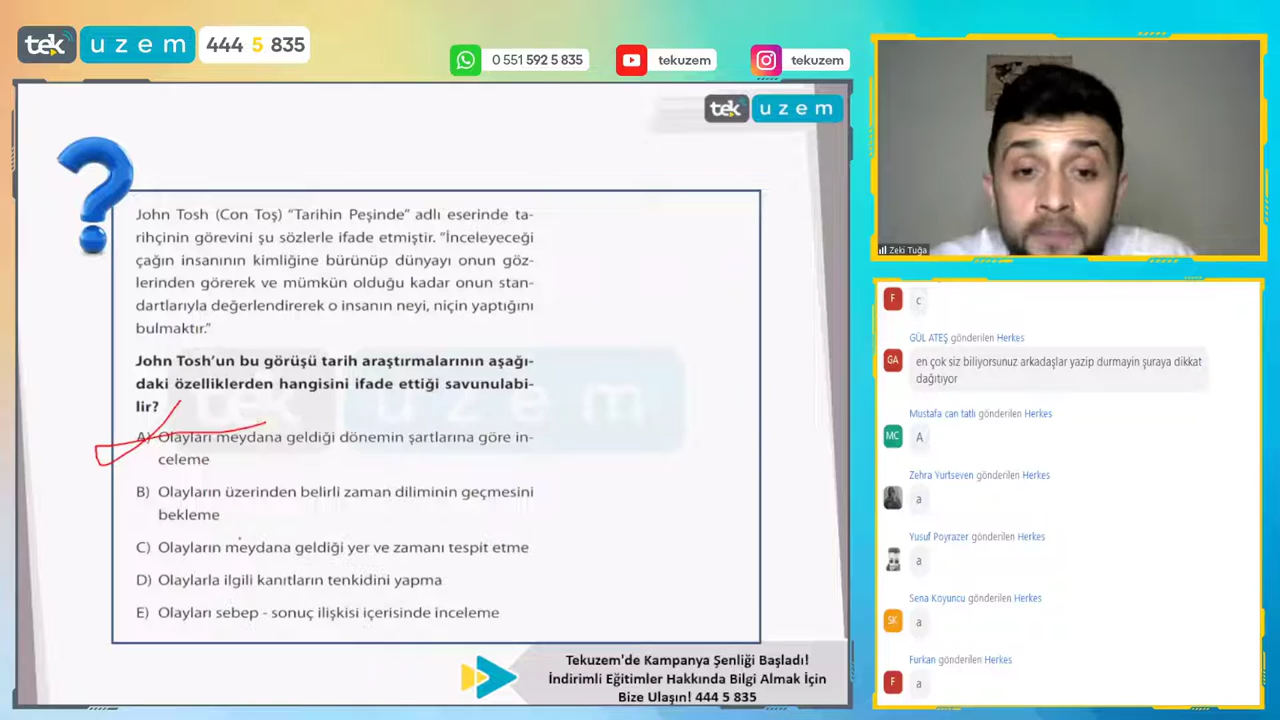 tek uzem 444 5 835
0 551 592 5 835
tekuzem
tekuzem
tek uzem
John Tosh (Con Toş) “Tarihin Peşinde” adlı eserinde ta-
rihçinin görevini şu sözlerle ifade etmiştir. “İnceleyeceği
çağın insanının kimliğine bürünüp dünyayı onun göz-
lerinden görerek ve mümkün olduğu kadar onun stan-
dartlarıyla değerlendirerek o insanın neyi, niçin yaptığını
bulmaktır.”
John Tosh’un bu görüşü tarih araştırmalarının aşağı-
daki özelliklerden hangisini ifade ettiği savunulabi-
lir?
A) Olayları meydana geldiği dönemin şartlarına göre in-
celeme
B) Olayların üzerinden belirli zaman diliminin geçmesini
bekleme
C) Olayların meydana geldiği yer ve zamanı tespit etme
D) Olaylarla ilgili kanıtların tenkidini yapma
E) Olayları sebep - sonuç ilişkisi içerisinde inceleme
tek uzem
Tekuzem'de Kampanya Şenliği Başladı!
İndirimli Eğitimler Hakkında Bilgi Almak İçin
Bize Ulaşın! 444 5 835
Zeki Tuğa
F
c
GÜL ATEŞ gönderilen Herkes
GA
en çok siz biliyorsunuz arkadaşlar yazip durmayin şuraya dikkat
dağıtıyor
Mustafa can tatlı gönderilen Herkes
MC
A
Zehra Yurtseven gönderilen Herkes
a
Yusuf Poyrazer gönderilen Herkes
a
Sena Koyuncu gönderilen Herkes
SK
a
Furkan gönderilen Herkes
F
a